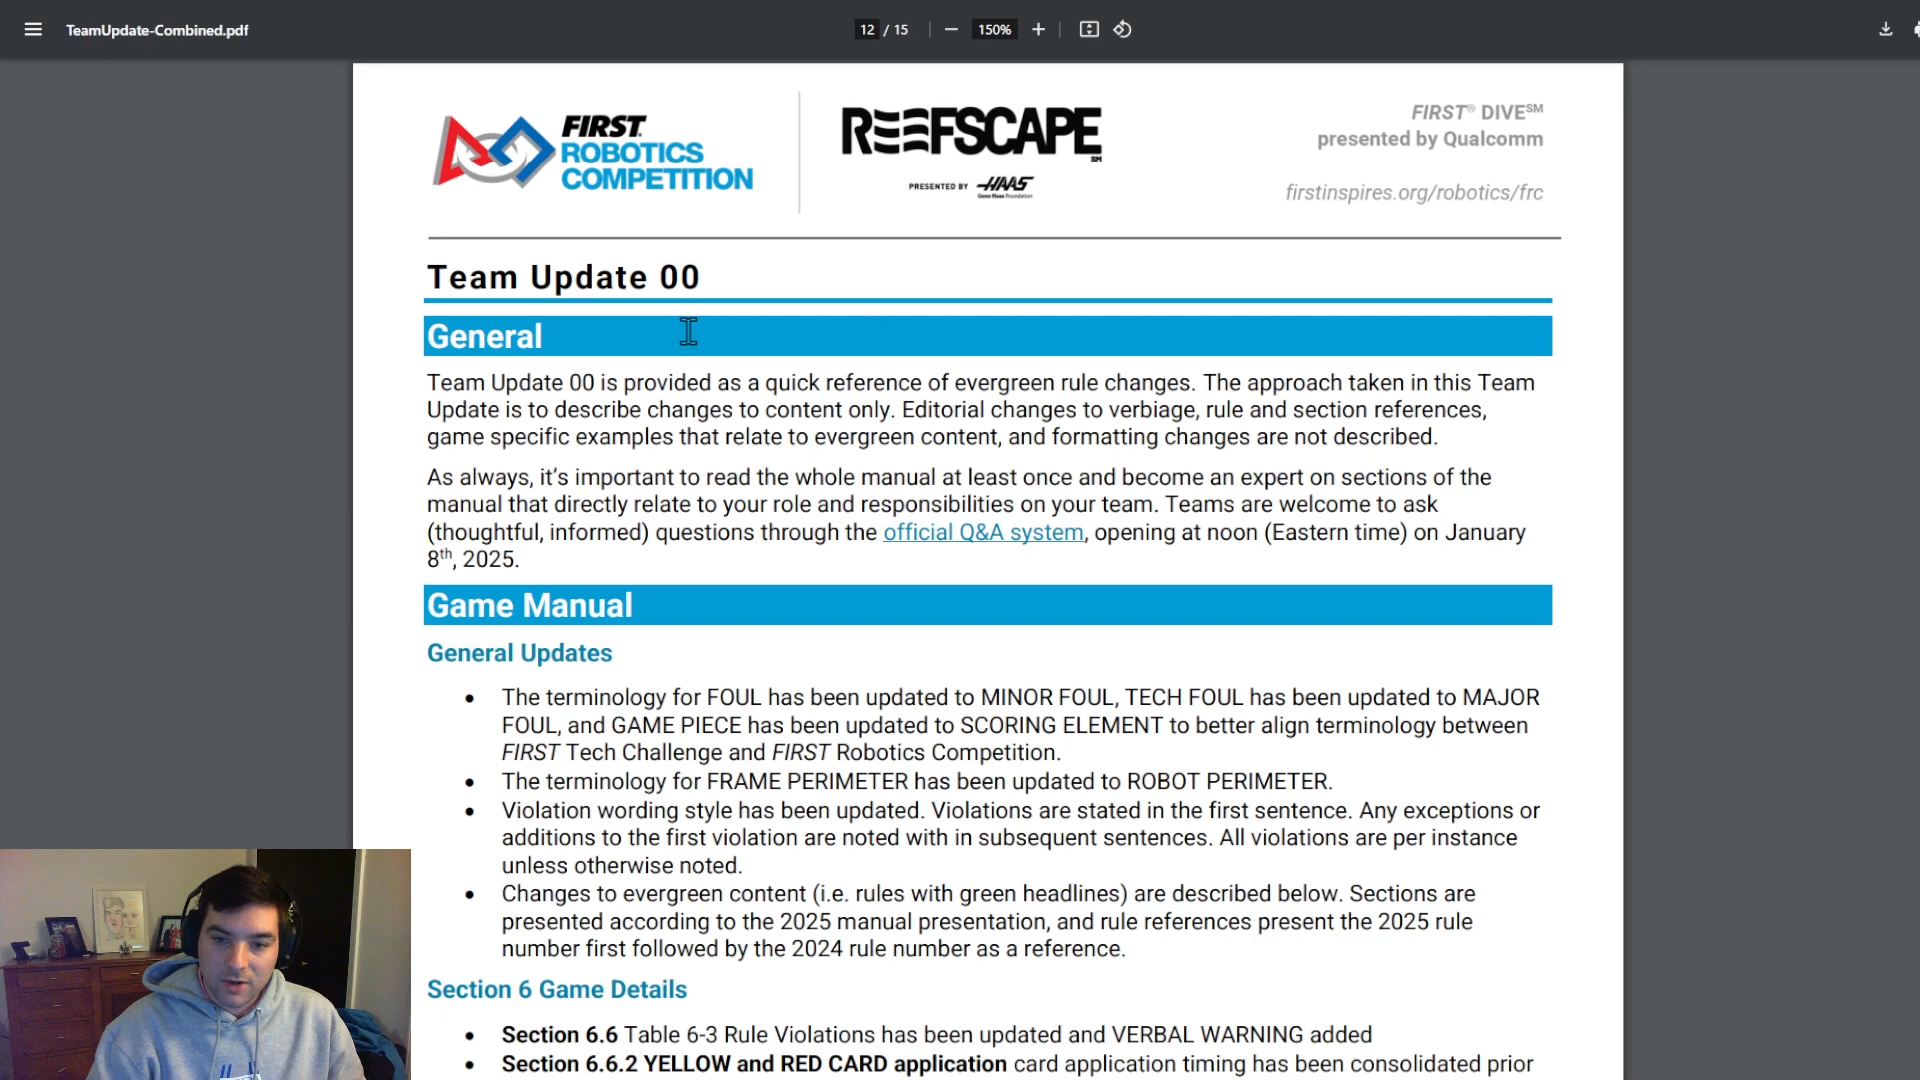 TeamUpdate-Combined.pdf
12 / 15
150%
FIRST®
ROBOTICS
COMPETITION
REEFSCAPE℠
PRESENTED BY HAAS
Gene Haas Foundation
FIRST® DIVE℠
presented by Qualcomm
firstinspires.org/robotics/frc
Team Update 00
General
Team Update 00 is provided as a quick reference of evergreen rule changes. The approach taken in this Team
Update is to describe changes to content only. Editorial changes to verbiage, rule and section references,
game specific examples that relate to evergreen content, and formatting changes are not described.
As always, it’s important to read the whole manual at least once and become an expert on sections of the
manual that directly relate to your role and responsibilities on your team. Teams are welcome to ask
(thoughtful, informed) questions through the official Q&A system, opening at noon (Eastern time) on January
8th, 2025.
Game Manual
General Updates
• The terminology for FOUL has been updated to MINOR FOUL, TECH FOUL has been updated to MAJOR
FOUL, and GAME PIECE has been updated to SCORING ELEMENT to better align terminology between
FIRST Tech Challenge and FIRST Robotics Competition.
• The terminology for FRAME PERIMETER has been updated to ROBOT PERIMETER.
• Violation wording style has been updated. Violations are stated in the first sentence. Any exceptions or
additions to the first violation are noted with in subsequent sentences. All violations are per instance
unless otherwise noted.
• Changes to evergreen content (i.e. rules with green headlines) are described below. Sections are
presented according to the 2025 manual presentation, and rule references present the 2025 rule
number first followed by the 2024 rule number as a reference.
Section 6 Game Details
• Section 6.6 Table 6-3 Rule Violations has been updated and VERBAL WARNING added
• Section 6.6.2 YELLOW and RED CARD application card application timing has been consolidated prior